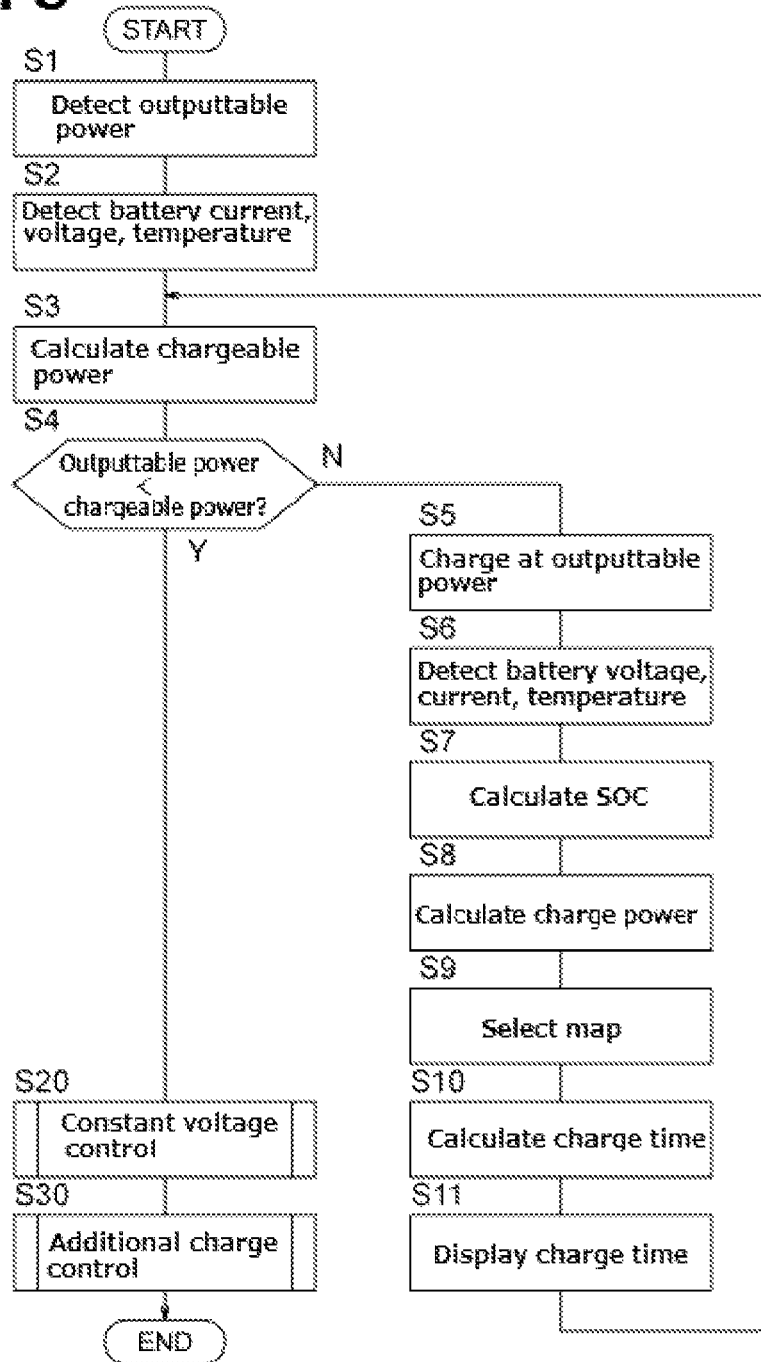 START
S1
Detect outputtable
power
S2
Detect battery current,
voltage, temperature
S3
Calculate chargeable
power
S4
Outputtable power
<
chargeable power?
N
Y
S5
Charge at outputtable
power
S6
Detect battery voltage,
current, temperature
S7
Calculate SOC
S8
Calculate charge power
S9
Select map
S10
Calculate charge time
S11
Display charge time
S20
Constant voltage
control
S30
Additional charge
control
END